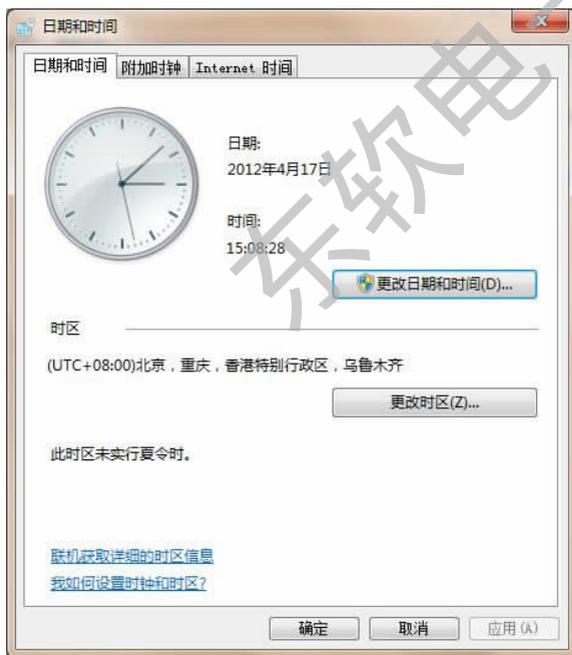 日期和时间
日期和时间 附加时钟 Internet 时间
日期:
2012年4月17日
时间:
15:08:28
更改日期和时间(D)...
时区
(UTC+08:00)北京，重庆，香港特别行政区，乌鲁木齐
更改时区(Z)...
此时区未实行夏令时。
联机获取详细的时区信息
我如何设置时钟和时区?
确定 取消 应用(A)
东软电